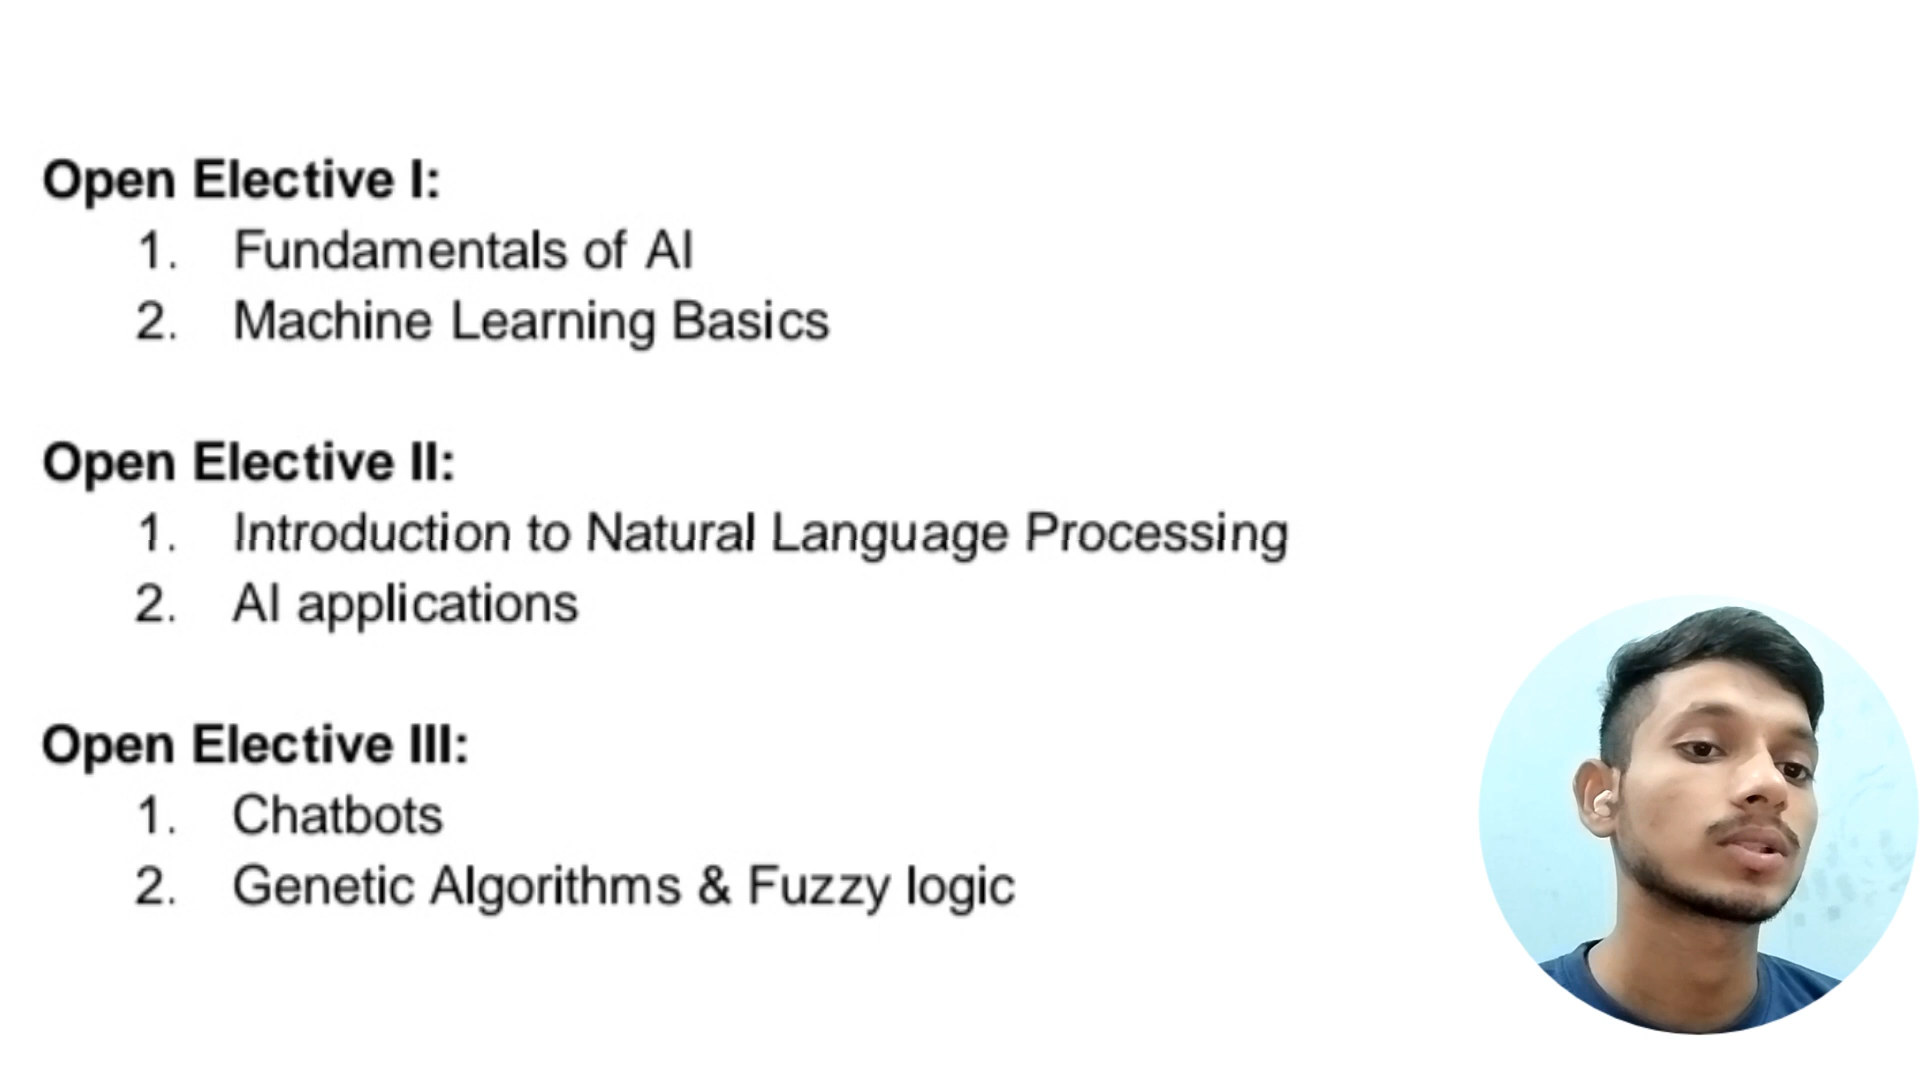 Open Elective I:
1. Fundamentals of AI
2. Machine Learning Basics
Open Elective II:
1. Introduction to Natural Language Processing
2. AI applications
Open Elective III:
1. Chatbots
2. Genetic Algorithms & Fuzzy logic